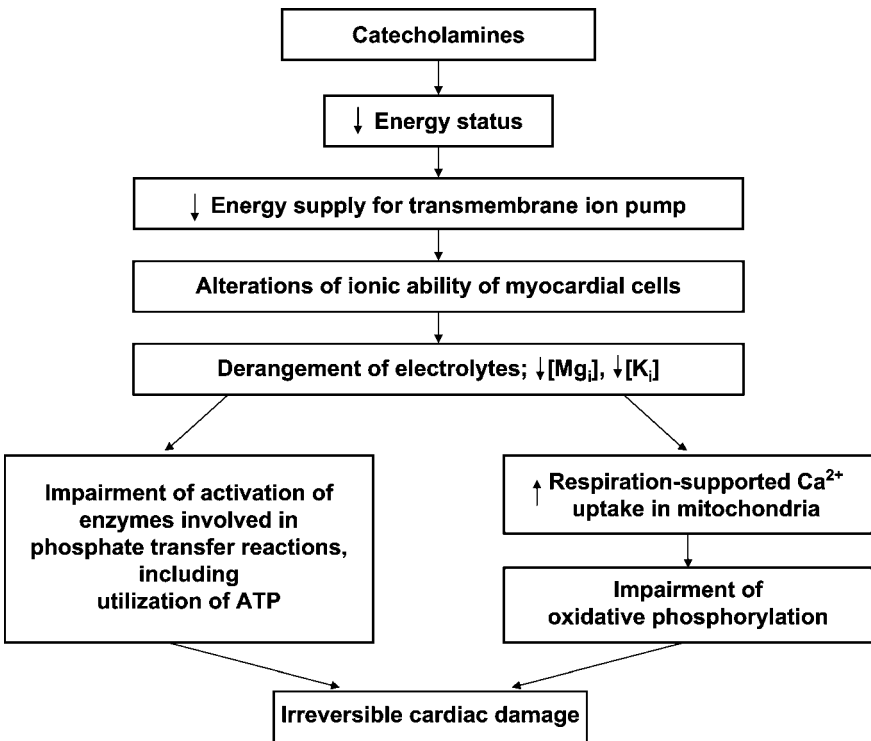 Catecholamines
↓ Energy status
↓ Energy supply for transmembrane ion pump
Alterations of ionic ability of myocardial cells
Derangement of electrolytes; ↓[Mgᵢ], ↓[Kᵢ]
Impairment of activation of
enzymes involved in
phosphate transfer reactions,
including
utilization of ATP
↑ Respiration-supported Ca²⁺
uptake in mitochondria
Impairment of
oxidative phosphorylation
Irreversible cardiac damage